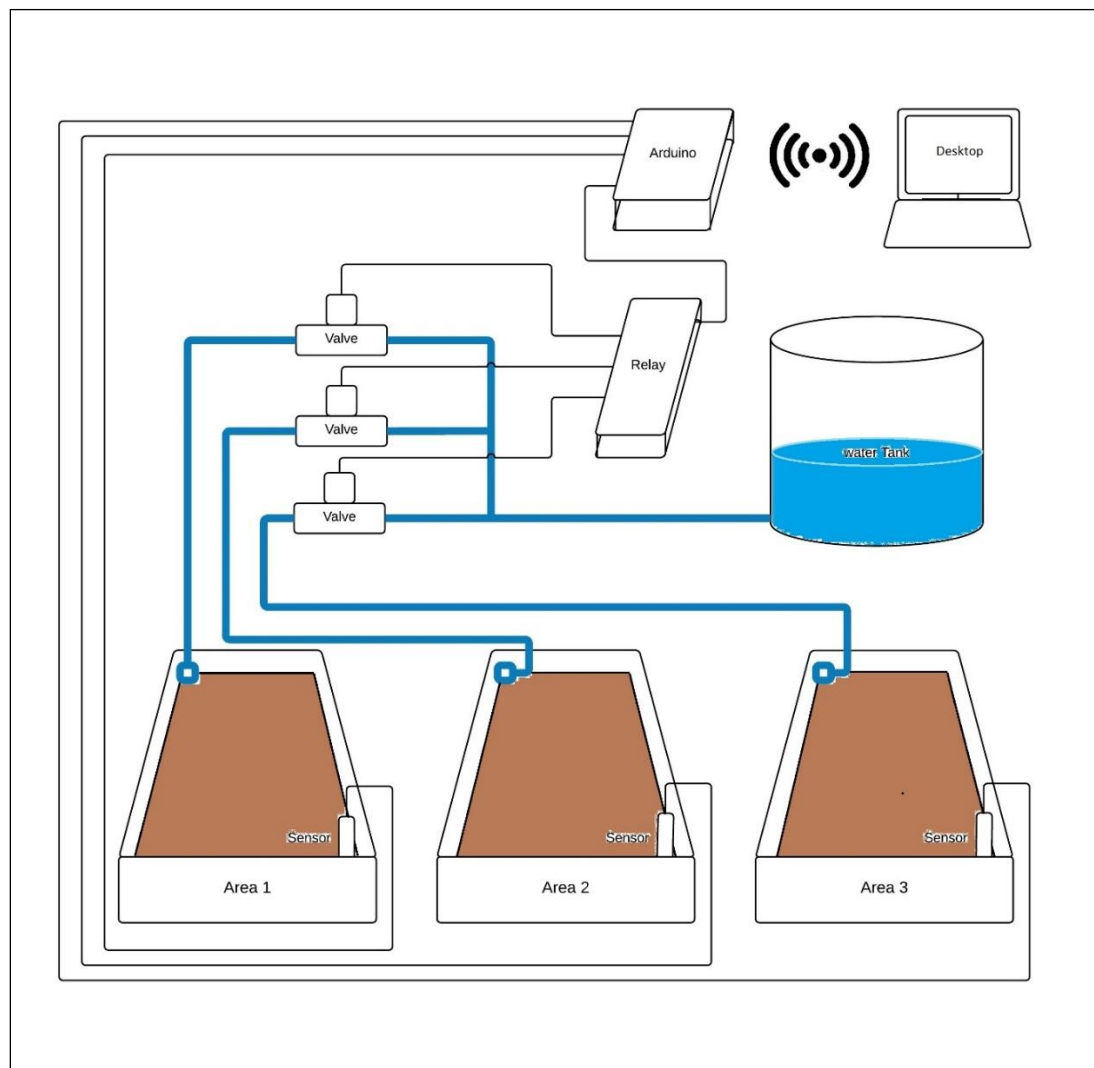 Arduino
Desktop
Valve
Relay
Valve
water Tank
Valve
Sensor
Sensor
Sensor
Area 1
Area 2
Area 3